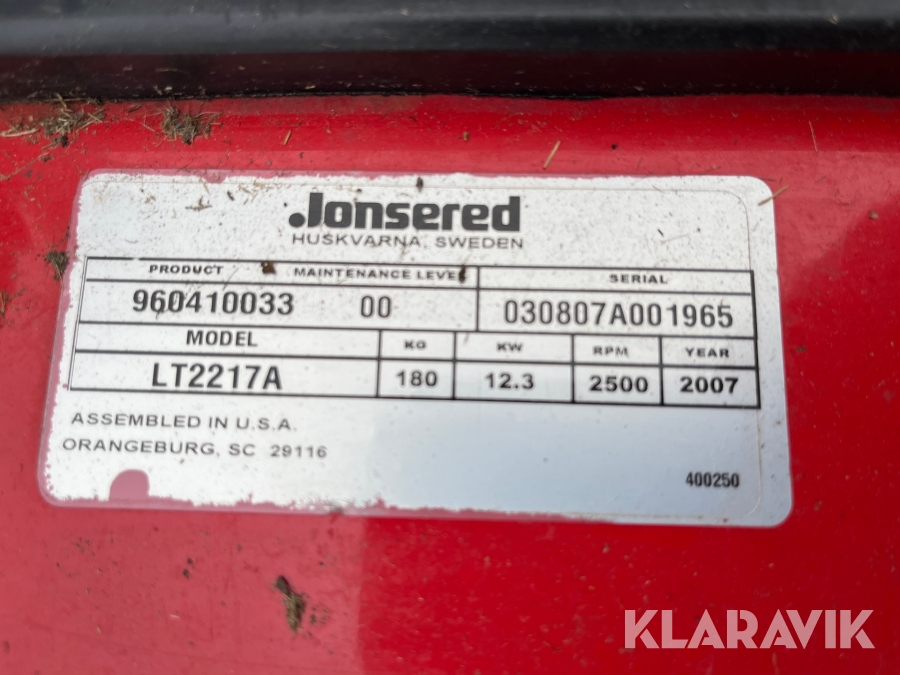 Jonsered
HUSKVARNA, SWEDEN
PRODUCT MAINTENANCE LEVEL SERIAL
960410033 00 030807A001965
MODEL KG KW RPM YEAR
LT2217A 180 12.3 2500 2007
ASSEMBLED IN U.S.A.
ORANGEBURG, SC 29116
400250
KLARAVIK